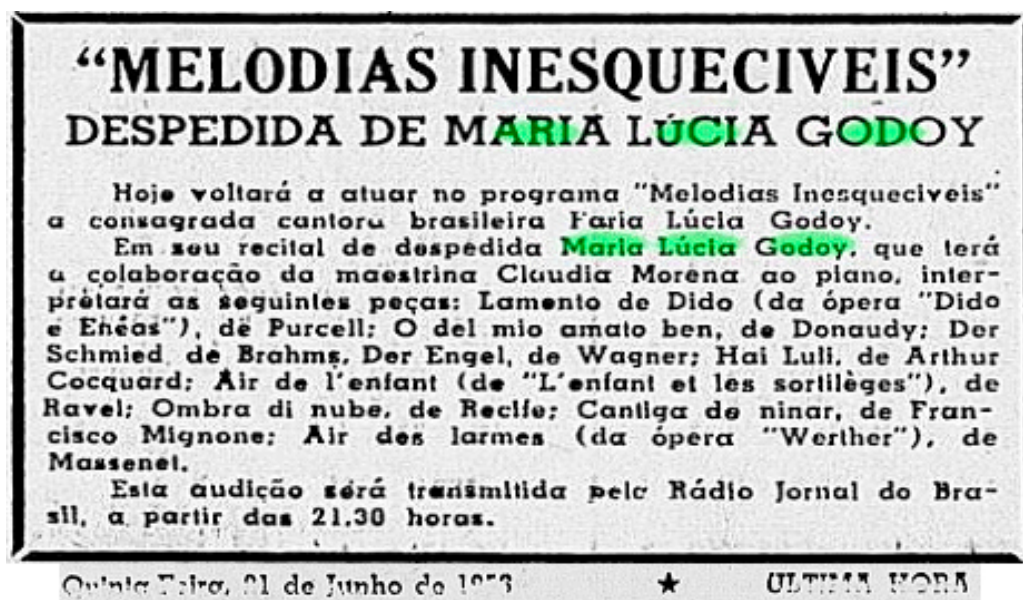 "MELODIAS INESQUECIVEIS"
DESPEDIDA DE MARIA LÚCIA GODOY
Hoje voltará a atuar no programa "Melodias Inesqueciveis"
a consagrada cantora brasileira Faria Lúcia Godoy.
Em seu recital de despedida Maria Lúcia Godoy, que terá
a colaboração da maestrina Claudia Morena ao piano, inter-
pretará as seguintes peças: Lamento de Dido (da ópera "Dido
e Enéas"), de Purcell; O del mio amato ben, de Donaudy; Der
Schmied, de Brahms, Der Engel, de Wagner; Hai Luli, de Arthur
Cocquard; Air de l'enfant (de "L'enfant et les sortilèges"), de
Ravel; Ombra di nube, de Recife; Cantiga de ninar, de Fran-
cisco Mignone; Air des larmes (da ópera "Werther"), de
Massenet.
Esta audição será transmitida pelo Rádio Jornal do Bra-
sil, a partir das 21,30 horas.
Quinta Feira, 21 de Junho de ★ ULTIMA HORA